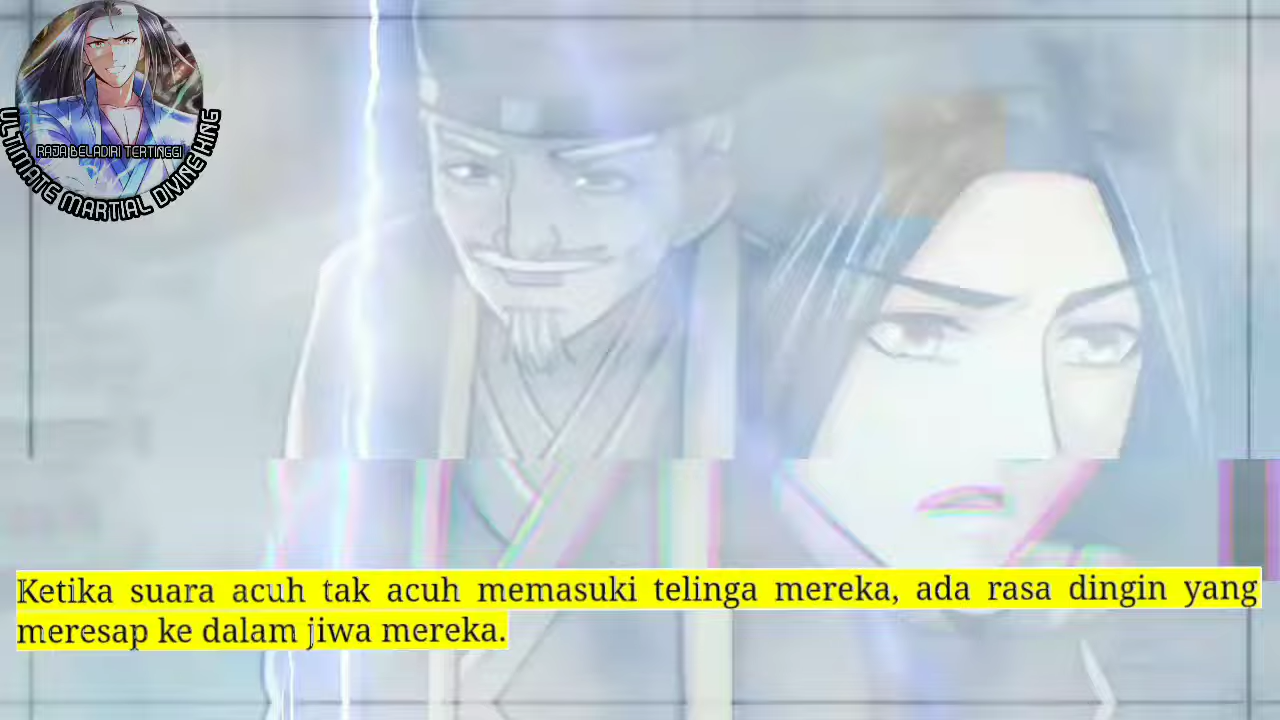 RAJA BELADIRI TERTINGGI
ULTIMATE MARTIAL DIVINE KING
Ketika suara acuh tak acuh memasuki telinga mereka, ada rasa dingin yang
meresap ke dalam jiwa mereka.